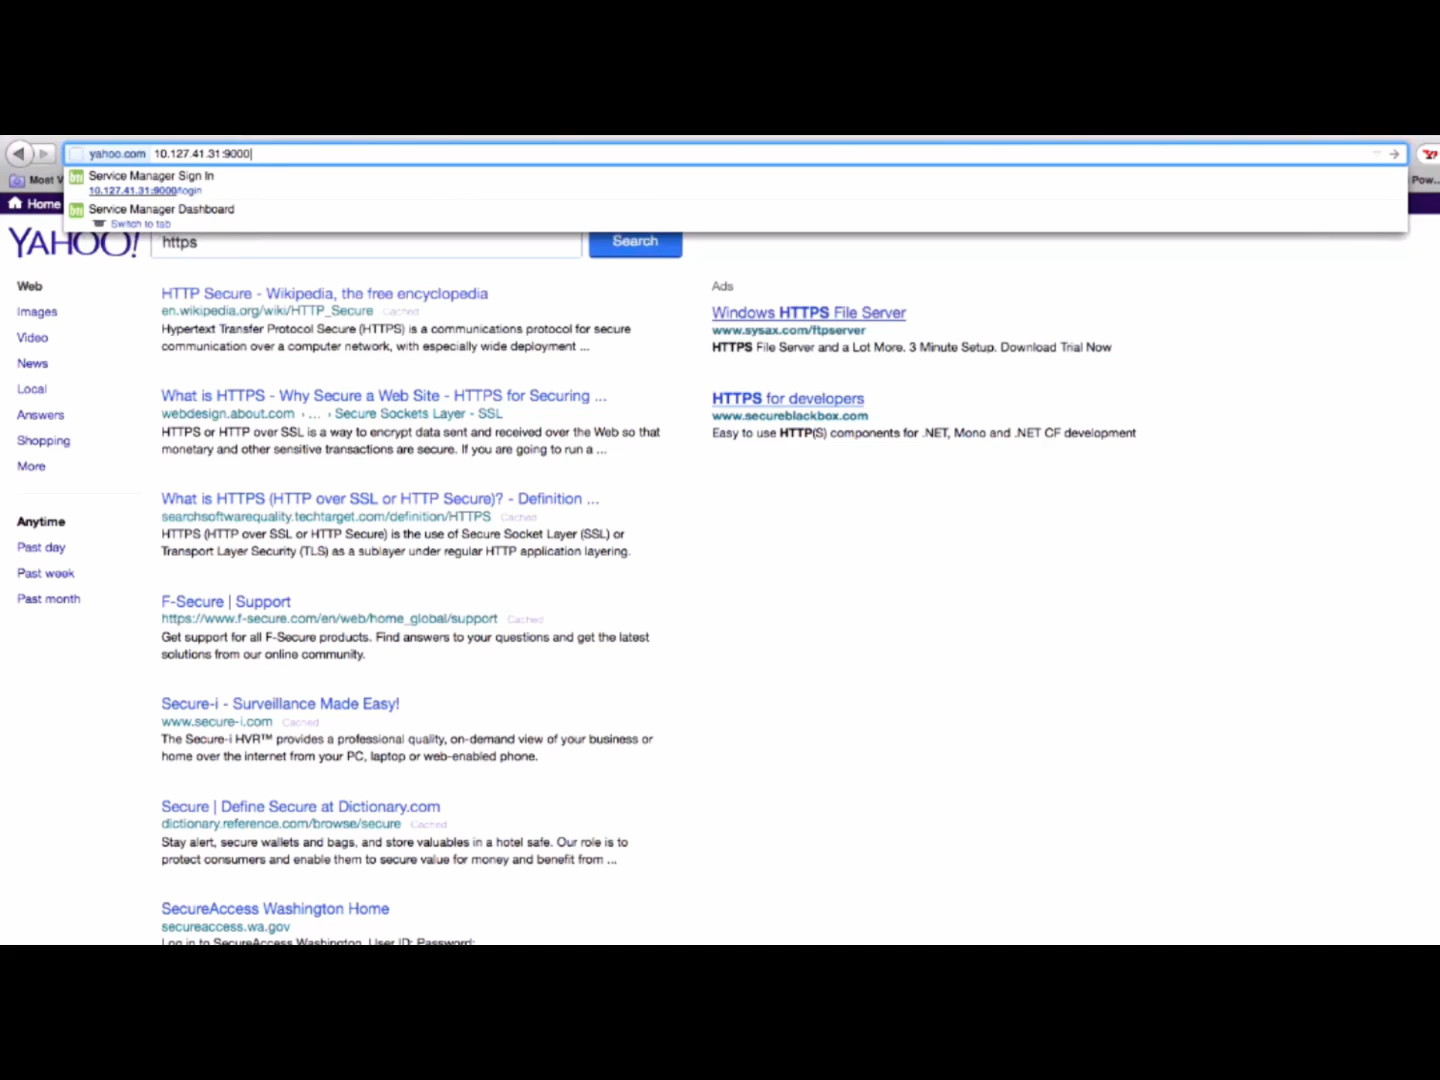 yahoo.com 10.127.41.31:9000
Most V
Service Manager Sign In
10.127.41.31:9000/login
Pow...
Home
Service Manager Dashboard
Switch to tab
YAHOO!
https
Search
Web
Images
Video
News
Local
Answers
Shopping
More
Anytime
Past day
Past week
Past month
HTTP Secure - Wikipedia, the free encyclopedia
en.wikipedia.org/wiki/HTTP_Secure Cached
Hypertext Transfer Protocol Secure (HTTPS) is a communications protocol for secure
communication over a computer network, with especially wide deployment ...
What is HTTPS - Why Secure a Web Site - HTTPS for Securing ...
webdesign.about.com › ... › Secure Sockets Layer - SSL
HTTPS or HTTP over SSL is a way to encrypt data sent and received over the Web so that
monetary and other sensitive transactions are secure. If you are going to run a ...
What is HTTPS (HTTP over SSL or HTTP Secure)? - Definition ...
searchsoftwarequality.techtarget.com/definition/HTTPS Cached
HTTPS (HTTP over SSL or HTTP Secure) is the use of Secure Socket Layer (SSL) or
Transport Layer Security (TLS) as a sublayer under regular HTTP application layering.
F-Secure | Support
https://www.f-secure.com/en/web/home_global/support Cached
Get support for all F-Secure products. Find answers to your questions and get the latest
solutions from our online community.
Secure-i - Surveillance Made Easy!
www.secure-i.com Cached
The Secure-i HVR™ provides a professional quality, on-demand view of your business or
home over the internet from your PC, laptop or web-enabled phone.
Secure | Define Secure at Dictionary.com
dictionary.reference.com/browse/secure Cached
Stay alert, secure wallets and bags, and store valuables in a hotel safe. Our role is to
protect consumers and enable them to secure value for money and benefit from ...
SecureAccess Washington Home
secureaccess.wa.gov
Log in to SecureAccess Washington. User ID: Password:
Ads
Windows HTTPS File Server
www.sysax.com/ftpserver
HTTPS File Server and a Lot More. 3 Minute Setup. Download Trial Now
HTTPS for developers
www.secureblackbox.com
Easy to use HTTP(S) components for .NET, Mono and .NET CF development